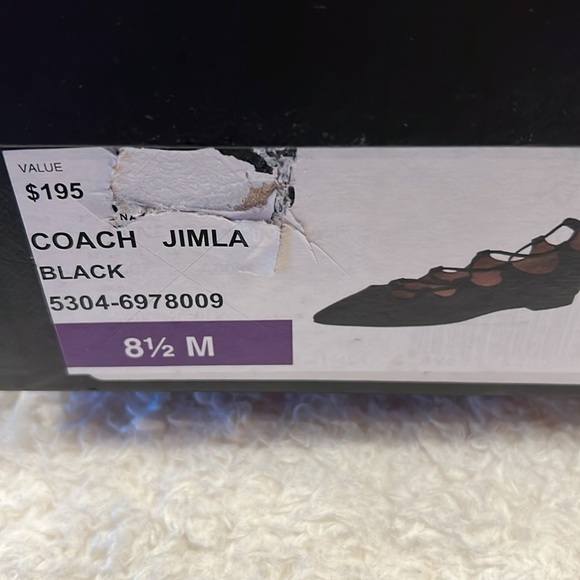 VALUE
$195
COACH JIMLA
BLACK
5304-6978009
8½ M